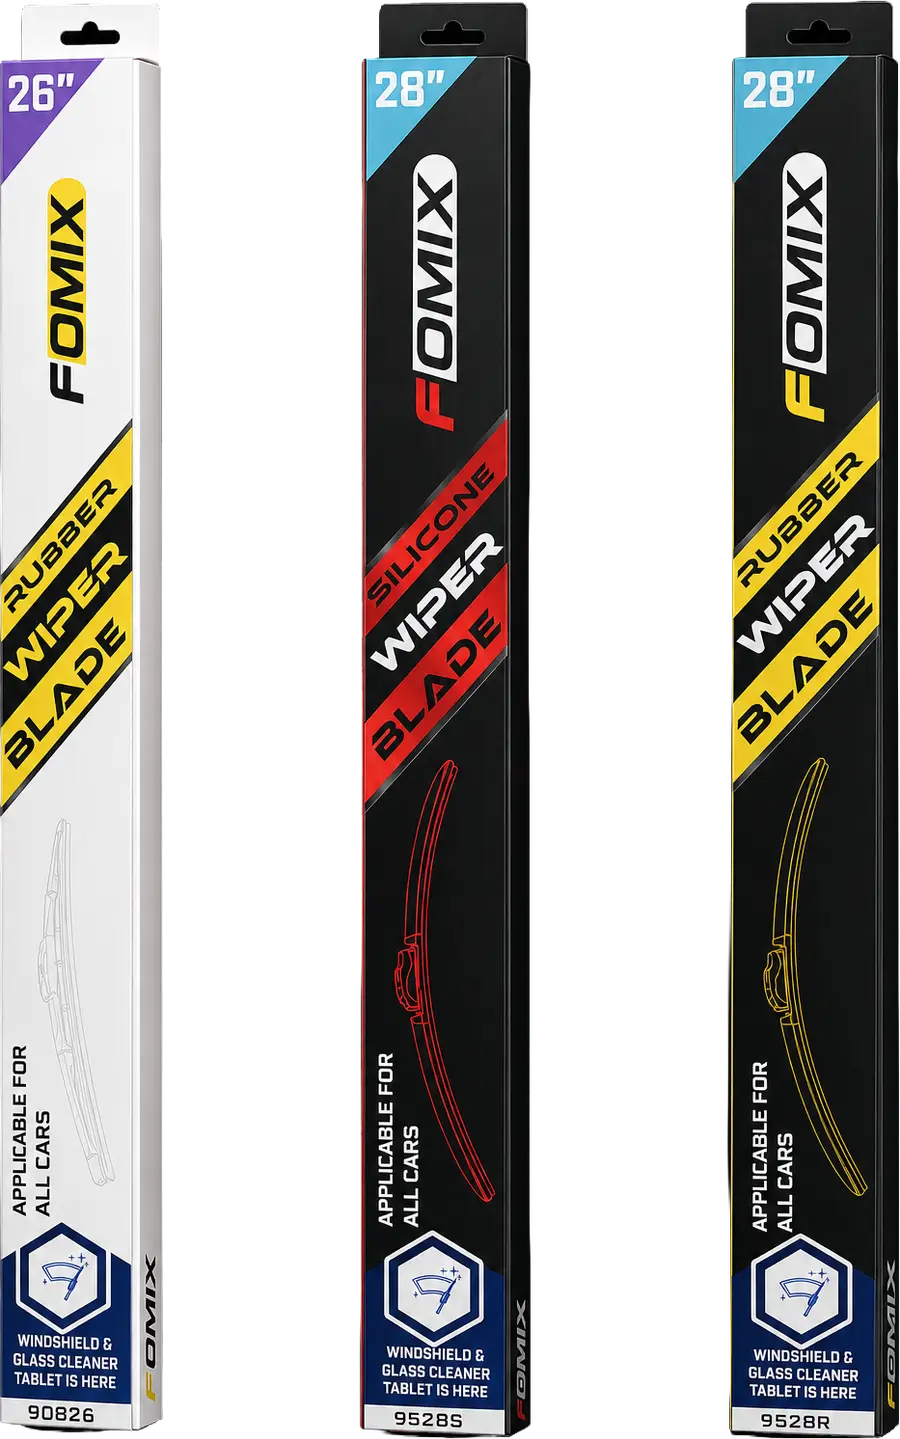 26"
FOMIX
RUBBER
WIPER
BLADE
APPLICABLE FOR
ALL CARS
WINDSHIELD &
GLASS CLEANER
TABLET IS HERE
90826
FOMIX
28"
FOMIX
SILICONE
WIPER
BLADE
APPLICABLE FOR
ALL CARS
WINDSHIELD &
GLASS CLEANER
TABLET IS HERE
9528S
FOMIX
28"
FOMIX
RUBBER
WIPER
BLADE
APPLICABLE FOR
ALL CARS
WINDSHIELD &
GLASS CLEANER
TABLET IS HERE
9528R
FOMIX